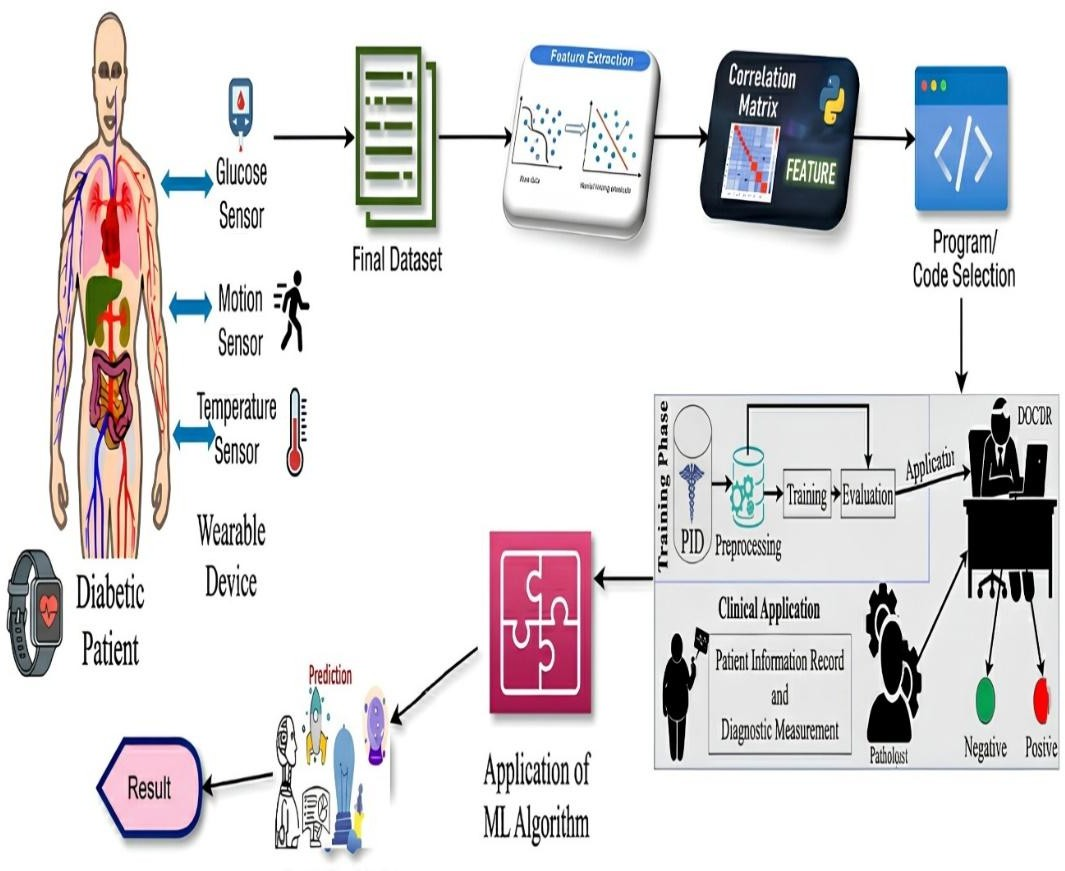 Glucose
Sensor
Motion
Sensor
Temperature
Sensor
Wearable
Device
Diabetic
Patient
Final Dataset
Feature Extraction
Correlation
Matrix
FEATURE
Program/
Code Selection
Training Phase
PID
Preprocessing
Training
Evaluation
DOCDR
Clinical Application
Patient Information Record
and
Diagnostic Measurement
Negative
Posive
Application of
ML Algorithm
Prediction
Result